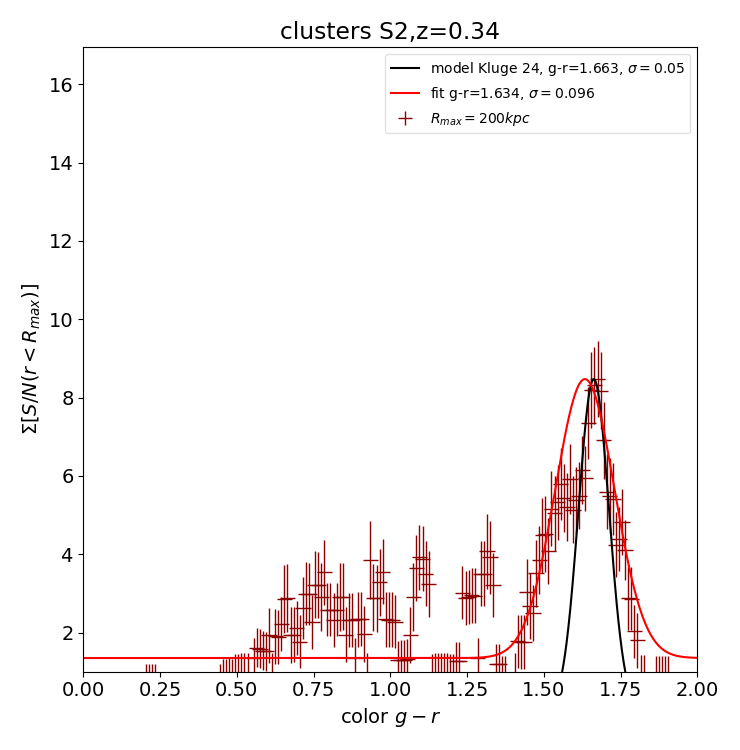 clusters S2,z=0.34
model Kluge 24, g-r=1.663, σ = 0.05
fit g-r=1.634, σ = 0.096
R_max = 200kpc
16
14
12
10
8
6
4
2
Σ[S/N(r < R_max)]
0.00 0.25 0.50 0.75 1.00 1.25 1.50 1.75 2.00
color g − r